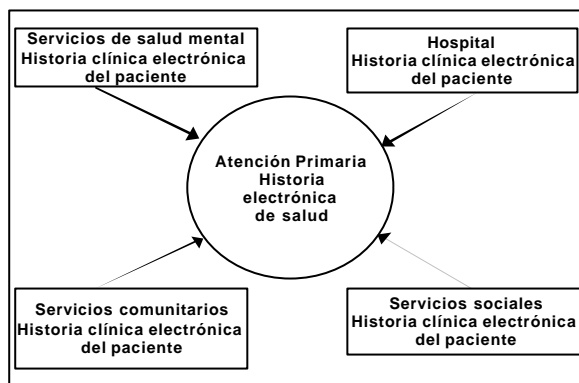 Servicios de salud mental
Historia clínica electrónica
del paciente
Hospital
Historia clínica electrónica
del paciente
Atención Primaria
Historia
electrónica
de salud
Servicios comunitarios
Historia clínica electrónica
del paciente
Servicios sociales
Historia clínica electrónica
del paciente